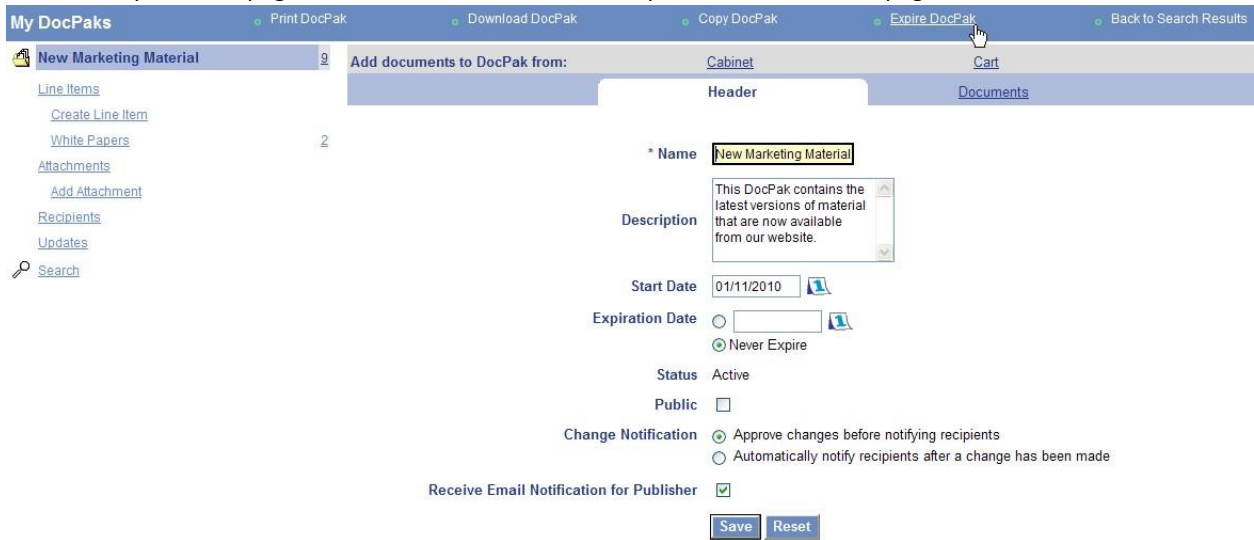 My DocPaks Print DocPak Download DocPak Copy DocPak Expire DocPak Back to Search Results
New Marketing Material 9 Add documents to DocPak from: Cabinet Cart
Line Items Header Documents
Create Line Item
White Papers 2
Attachments
Add Attachment
Recipients
Updates
Search
* Name New Marketing Material
Description This DocPak contains the
latest versions of material
that are now available
from our website.
Start Date 01/11/2010
Expiration Date
Never Expire
Status Active
Public
Change Notification Approve changes before notifying recipients
Automatically notify recipients after a change has been made
Receive Email Notification for Publisher
Save Reset